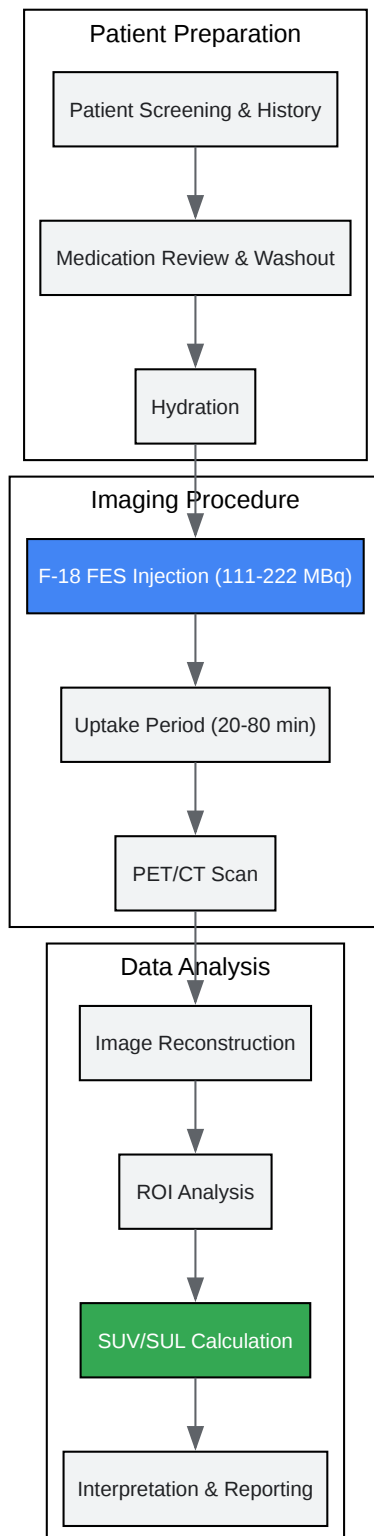 Patient Preparation
Patient Screening & History
Medication Review & Washout
Hydration
Imaging Procedure
F-18 FES Injection (111-222 MBq)
Uptake Period (20-80 min)
PET/CT Scan
Data Analysis
Image Reconstruction
ROI Analysis
SUV/SUL Calculation
Interpretation & Reporting